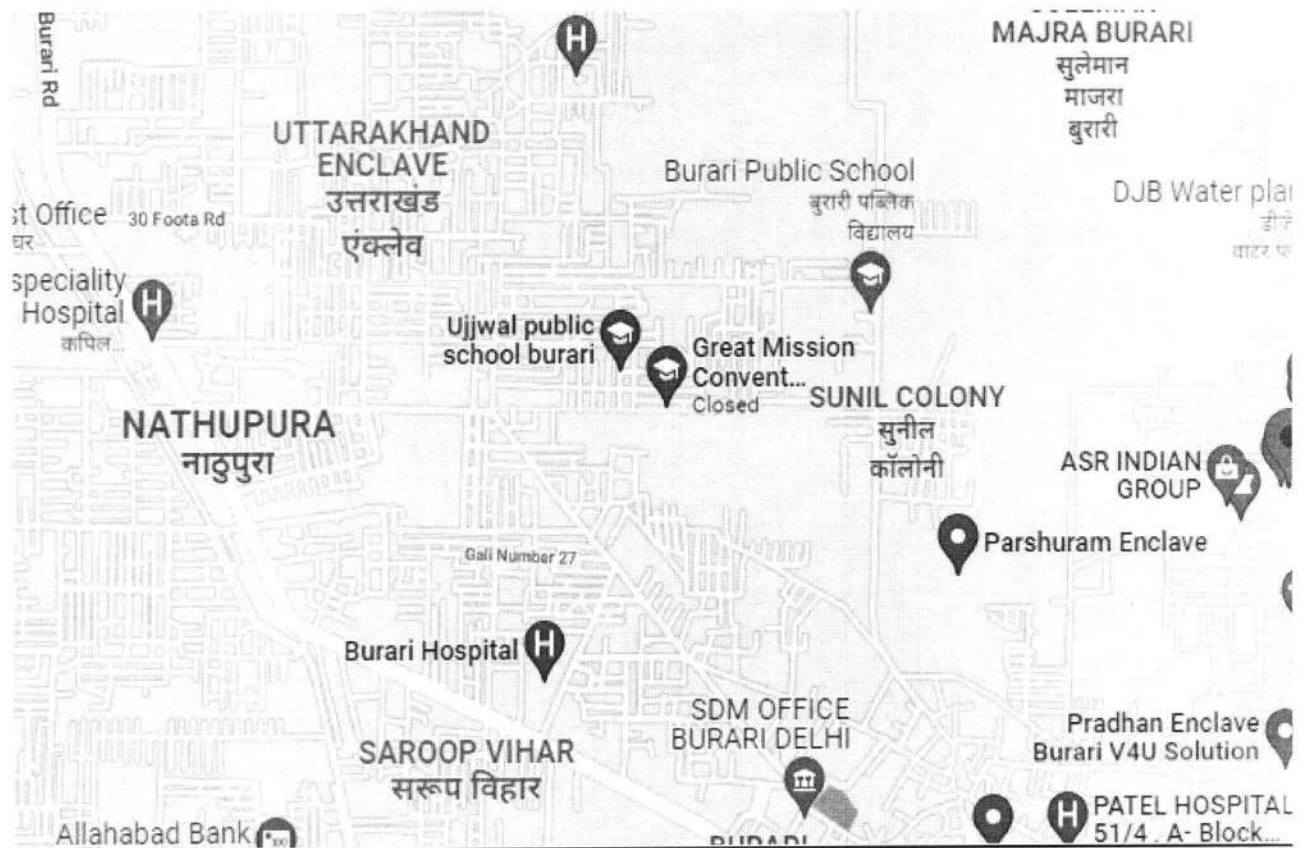 Burari Rd
H
MAJRA BURARI
सुलेमान
माजरा
बुरारी
UTTARAKHAND
ENCLAVE
उत्तराखंड
एंक्लेव
Burari Public School
बुरारी पब्लिक
विद्यालय
DJB Water
वाटर
st Office
30 Foota Rd
speciality
Hospital
कपिल...
H
Ujjwal public
school burari
Great Mission
Convent...
Closed
SUNIL COLONY
सुनील
कॉलोनी
NATHUPURA
नाठुपुरा
ASR INDIAN
GROUP
Parshuram Enclave
Gali Number 27
Burari Hospital
H
SDM OFFICE
BURARI DELHI
Pradhan Enclave
Burari V4U Solution
SAROOP VIHAR
सरूप विहार
Allahabad Bank
H
PATEL HOSPITAL
51/4 , A- Block...